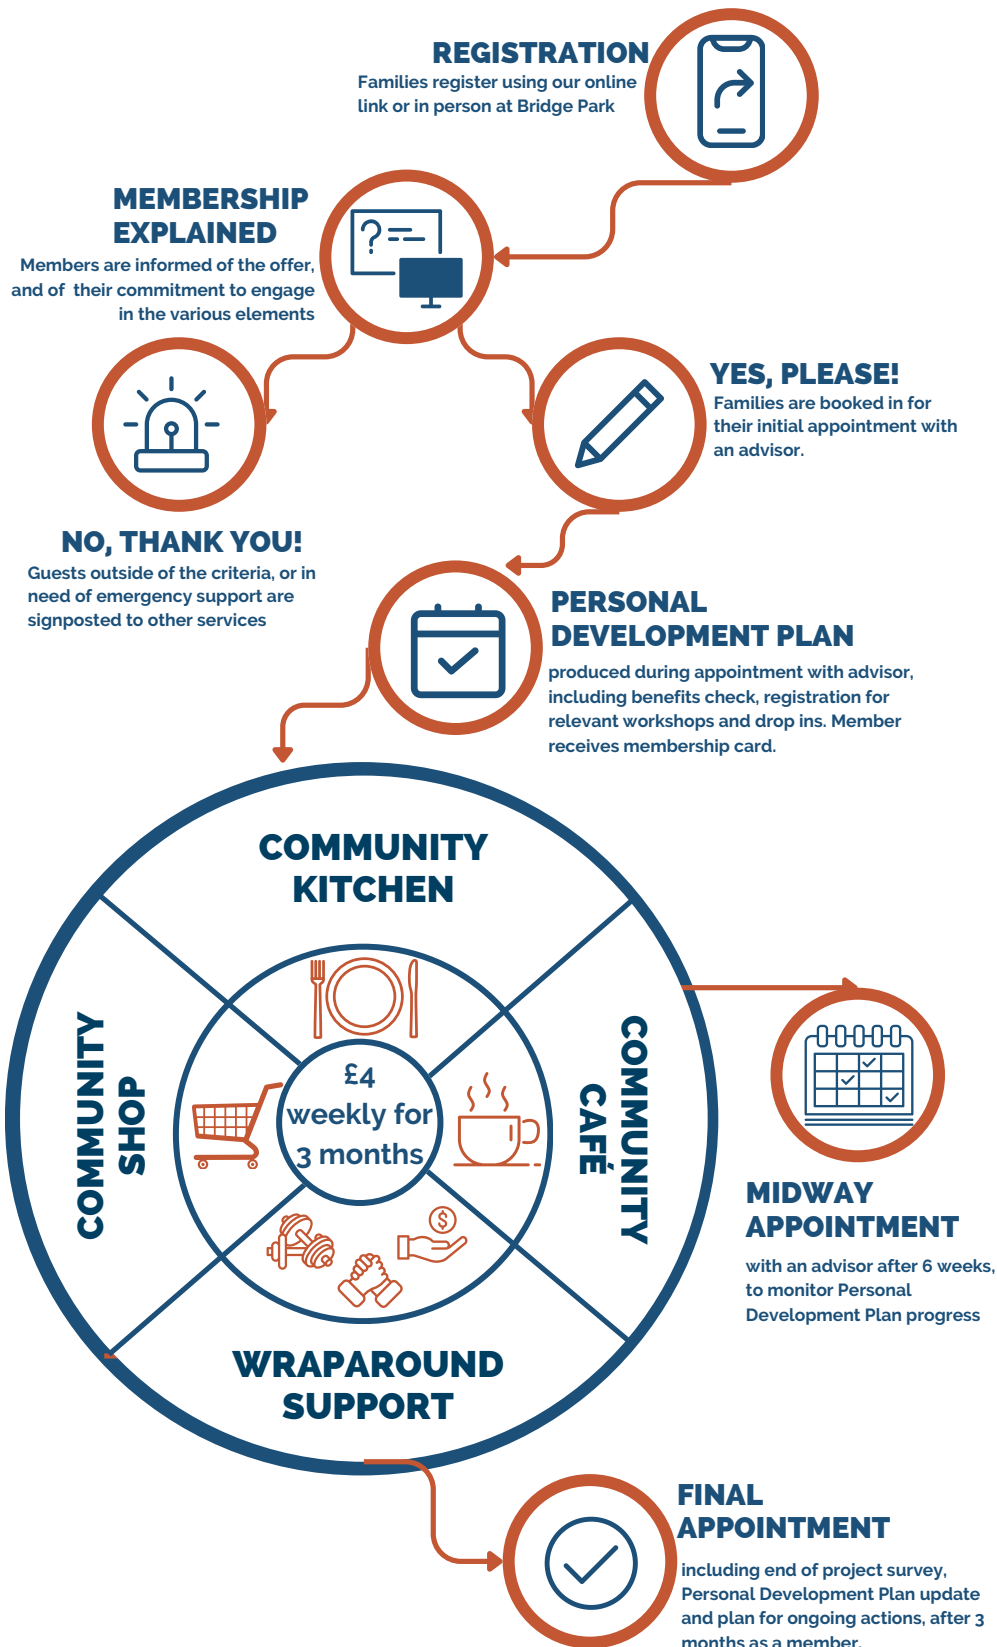 REGISTRATION
Families register using our online
link or in person at Bridge Park
MEMBERSHIP
EXPLAINED
Members are informed of the offer,
and of their commitment to engage
in the various elements
YES, PLEASE!
Families are booked in for
their initial appointment with
an advisor.
NO, THANK YOU!
Guests outside of the criteria, or in
need of emergency support are
signposted to other services
PERSONAL
DEVELOPMENT PLAN
produced during appointment with advisor,
including benefits check, registration for
relevant workshops and drop ins. Member
receives membership card.
COMMUNITY
KITCHEN
COMMUNITY
SHOP
£4
weekly for
3 months
COMMUNITY
CAFÉ
WRAPAROUND
SUPPORT
MIDWAY
APPOINTMENT
with an advisor after 6 weeks,
to monitor Personal
Development Plan progress
FINAL
APPOINTMENT
including end of project survey,
Personal Development Plan update
and plan for ongoing actions, after 3
months as a member.